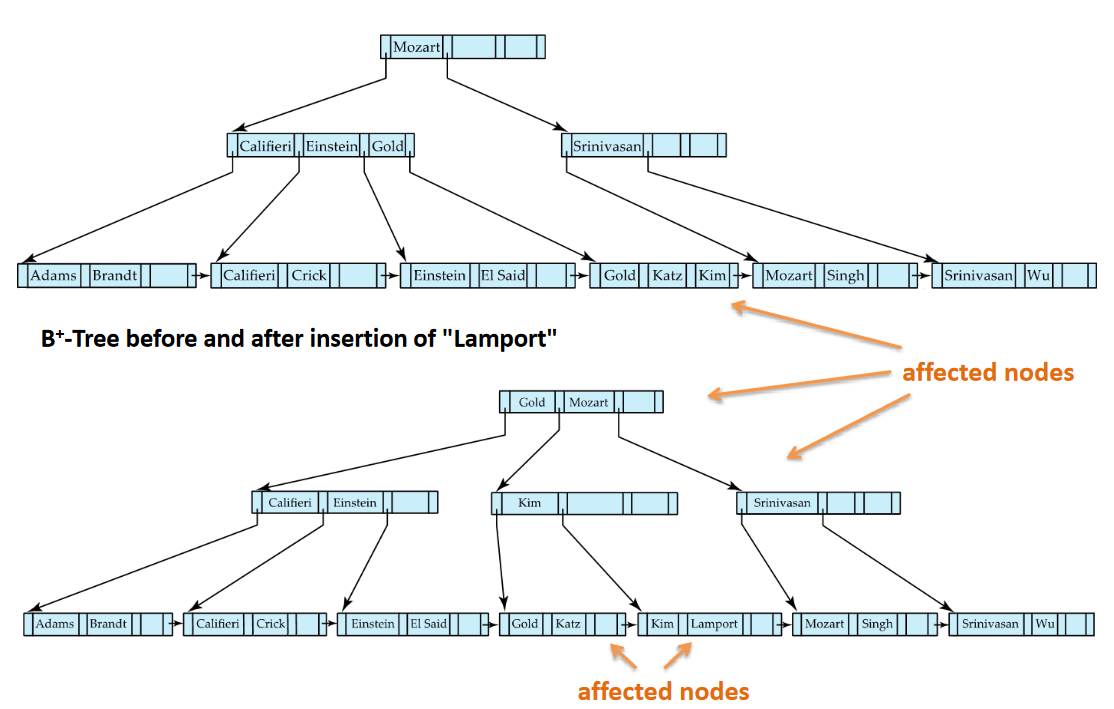 Mozart
Califieri Einstein Gold
Srinivasan
Adams Brandt
Califieri Crick
Einstein El Said
Gold Katz Kim
Mozart Singh
Srinivasan Wu
B+-Tree before and after insertion of "Lamport"
affected nodes
Gold Mozart
Califieri Einstein
Kim
Srinivasan
Adams Brandt
Califieri Crick
Einstein El Said
Gold Katz
Kim Lamport
Mozart Singh
Srinivasan Wu
affected nodes